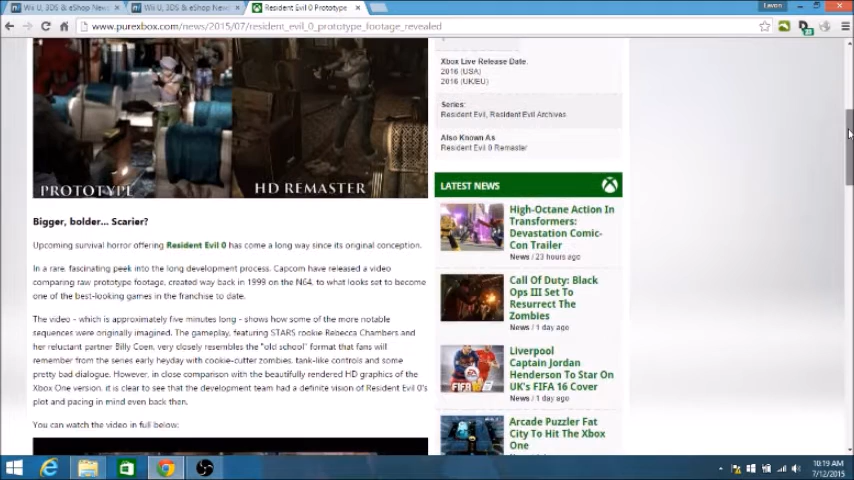 Wii U, 3DS & eShop New
Wii U, 3DS & eShop New
Resident Evil 0 Prototype
Lavon
www.purexbox.com/news/2015/07/resident_evil_0_prototype_footage_revealed
PROTOTYPE
HD REMASTER
Bigger, bolder... Scarier?
Upcoming survival horror offering Resident Evil 0 has come a long way since its original conception.
In a rare, fascinating peek into the long development process, Capcom have released a video
comparing raw prototype footage, created way back in 1999 on the N64, to what looks set to become
one of the best-looking games in the franchise to date.
The video - which is approximately five minutes long - shows how some of the more notable
sequences were originally imagined. The gameplay, featuring STARS rookie Rebecca Chambers and
her reluctant partner Billy Coen, very closely resembles the "old school" format that fans will
remember from the series early heyday with cookie-cutter zombies, tank-like controls and some
pretty bad dialogue. However, in close comparison with the beautifully rendered HD graphics of the
Xbox One version, it is clear to see that the development team had a definite vision of Resident Evil 0's
plot and pacing in mind even back then.
You can watch the video in full below:
Xbox Live Release Date:
2016 (USA)
2016 (UK/EU)
Series:
Resident Evil, Resident Evil Archives
Also Known As
Resident Evil 0 Remaster
LATEST NEWS
High-Octane Action In
Transformers:
Devastation Comic-
Con Trailer
News / 23 hours ago
Call Of Duty: Black
Ops III Set To
Resurrect The
Zombies
News / 1 day ago
Liverpool
Captain Jordan
Henderson To Star On
UK's FIFA 16 Cover
News / 1 day ago
Arcade Puzzler Fat
City To Hit The Xbox
One
10:19 AM
7/12/2015